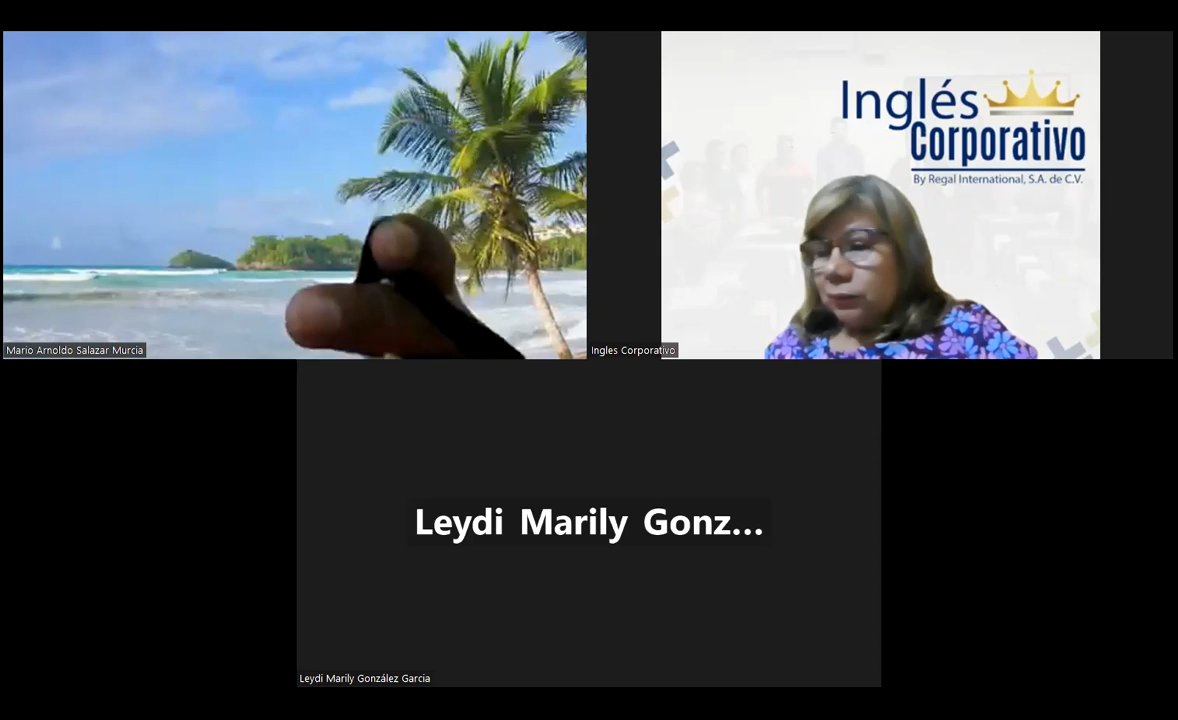 Inglés
Corporativo
By Regal International, S.A. de C.V.
Mario Arnoldo Salazar Murcia
Ingles Corporativo
Leydi Marily Gonz...
Leydi Marily González Garcia